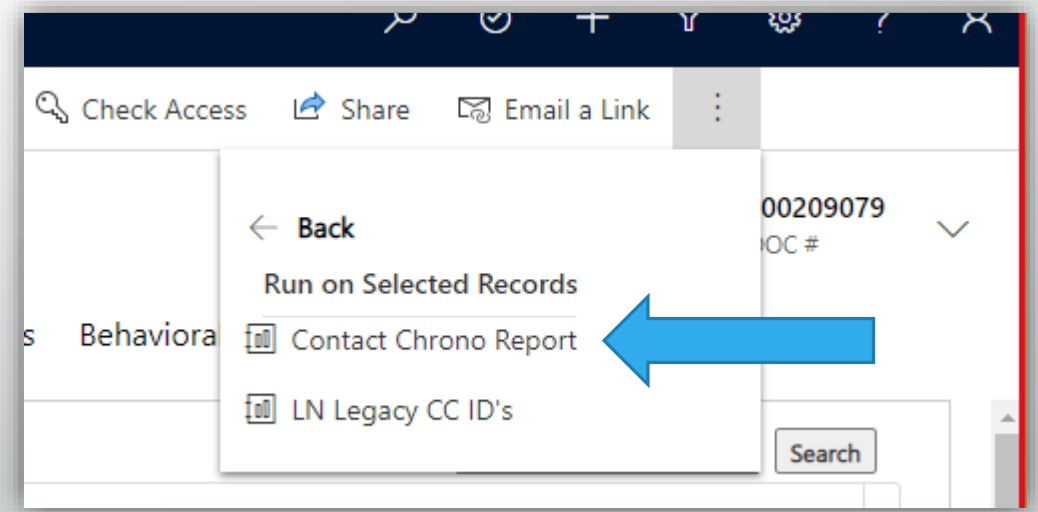 Check Access Share Email a Link
Back
00209079
OC #
Run on Selected Records
s Behaviora
Contact Chrono Report
LN Legacy CC ID's
Search